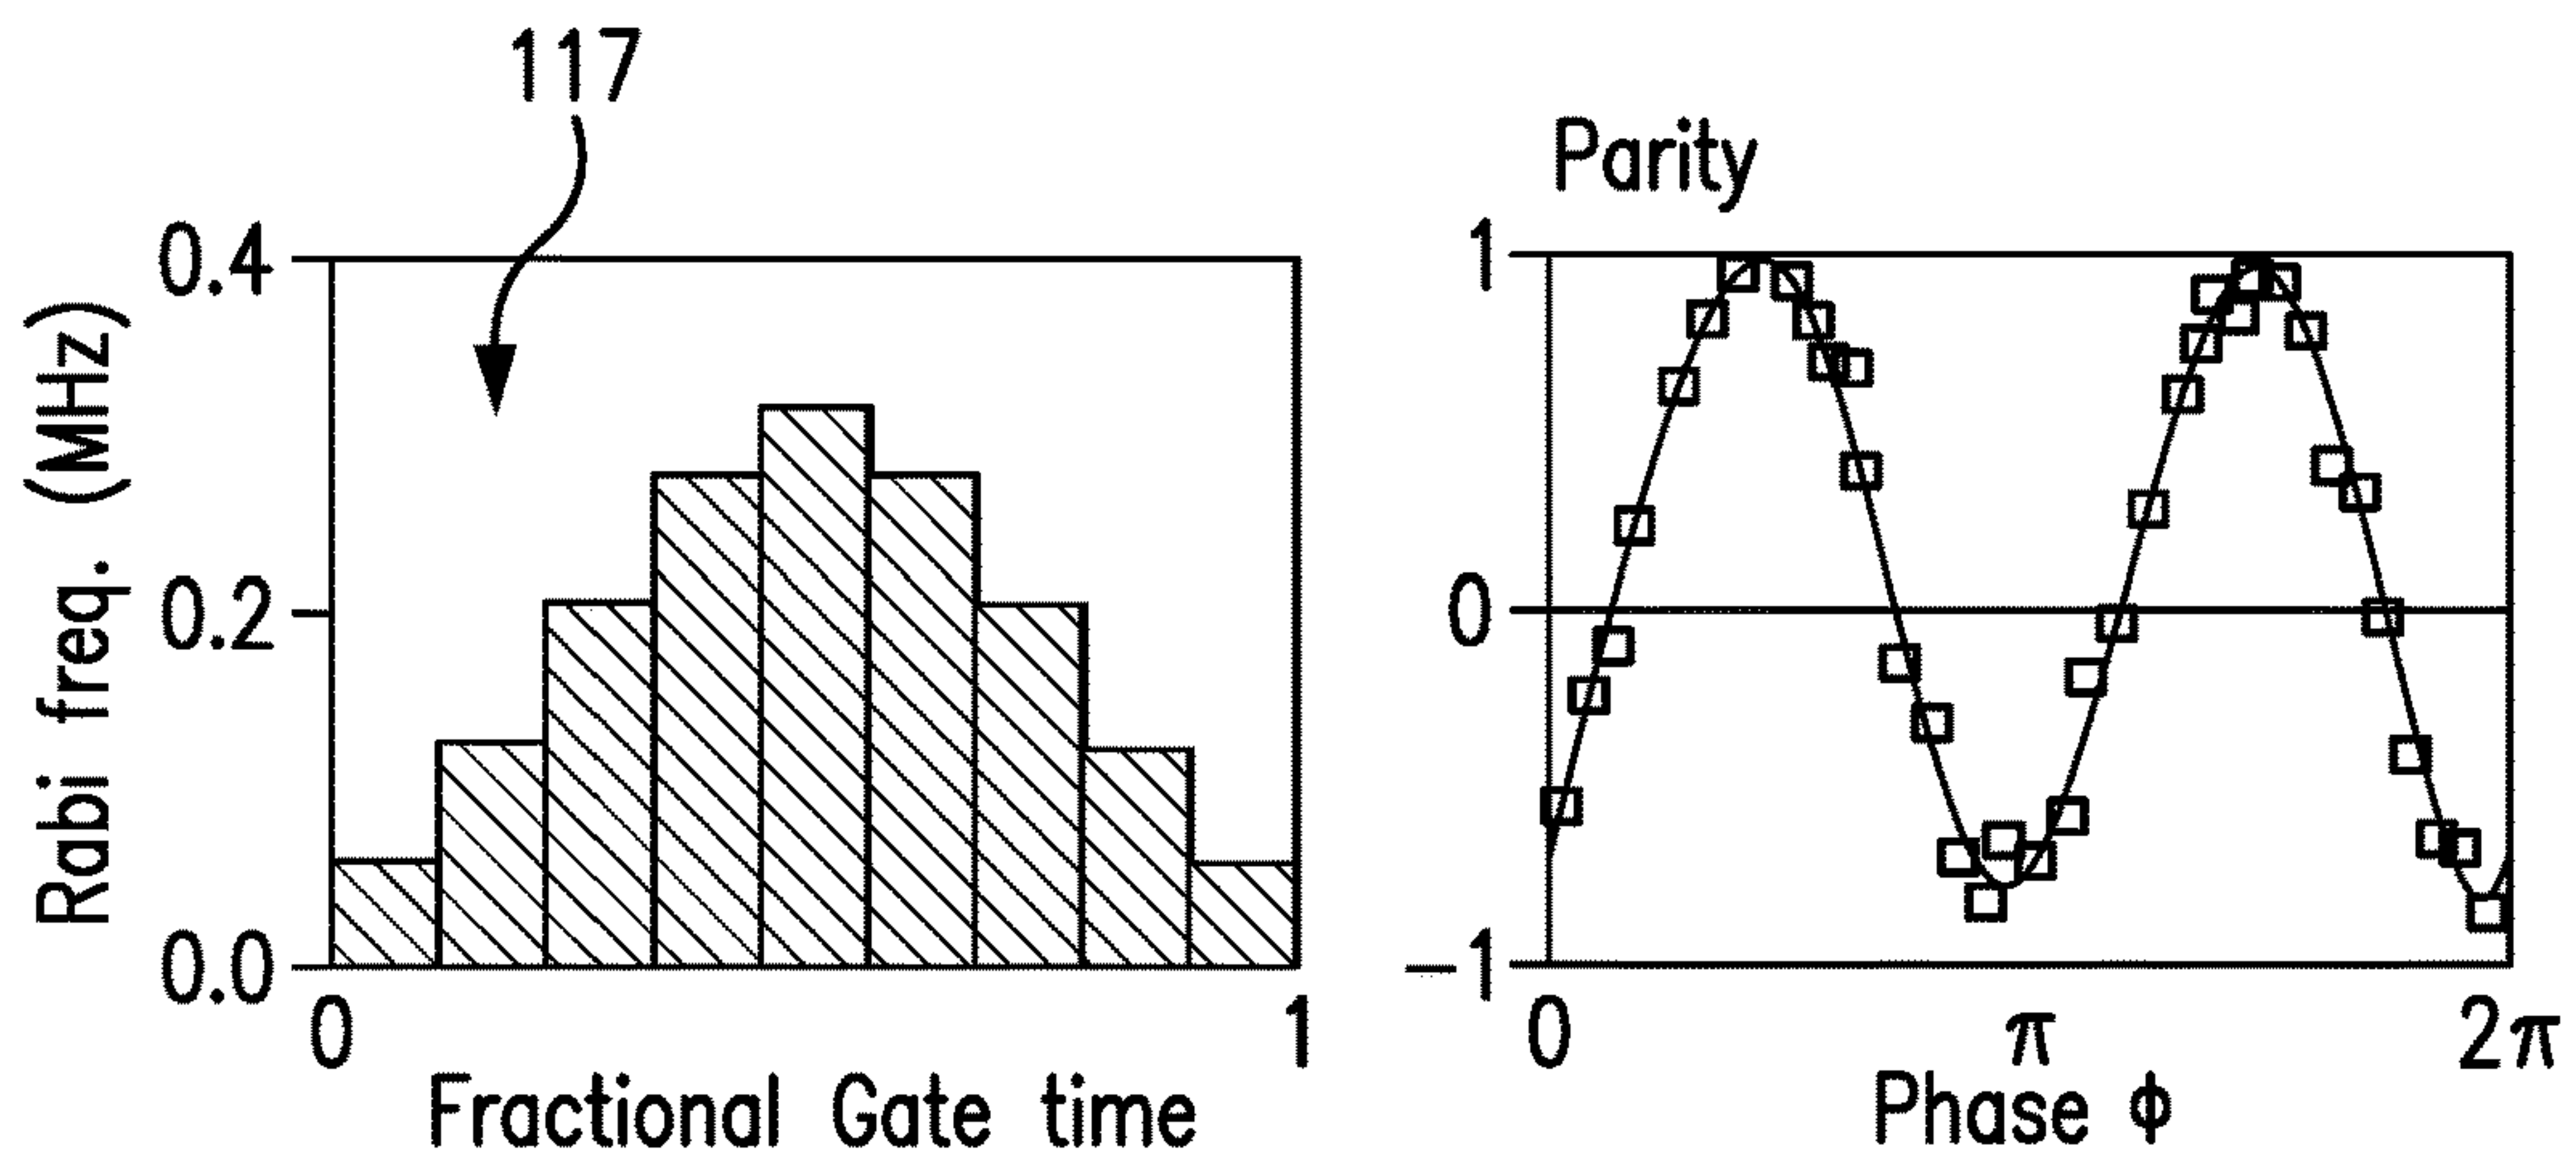 117
Rabi freq. (MHz)
0.4
0.2
0.0
0
1
Fractional Gate time
Parity
1
0
−1
0
π
2π
Phase ϕ